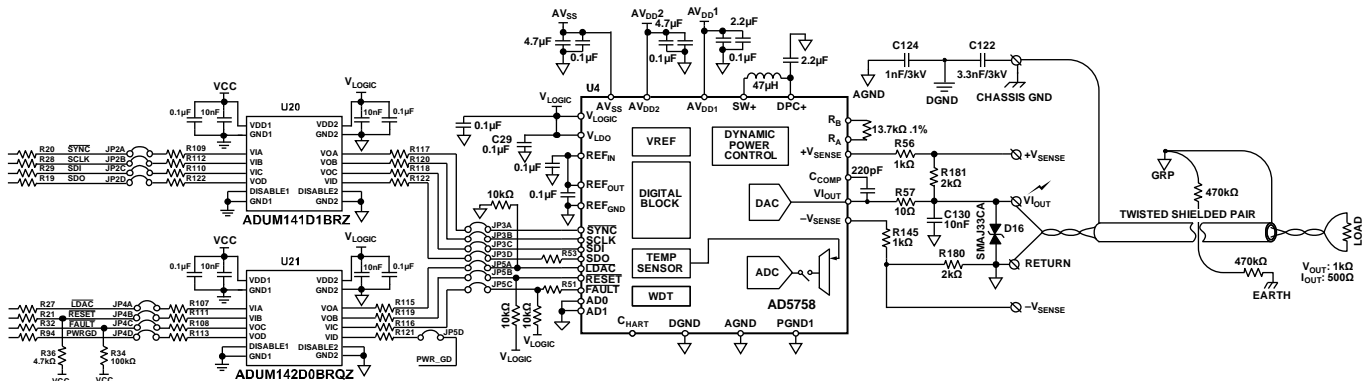 AVSS
4.7µF
0.1µF
AVDD2
4.7µF
0.1µF
AVDD1
2.2µF
0.1µF
2.2µF
47µH
U4
AVSS
AVDD2
AVDD1
SW+
DPC+
C124
1nF/3kV
C122
3.3nF/3kV
AGND
DGND
CHASSIS GND
VCC
0.1µF
10nF
U20
VLOGIC
10nF
0.1µF
VDD1
GND1
VIA
VIB
VIC
VOD
DISABLE1
GND1
VDD2
GND2
VOA
VOB
VOC
VID
DISABLE2
GND2
ADUM141D1BRZ
R20
SYNC
JP2A
R109
R28
SCLK
JP2B
R112
R29
SDI
JP2C
R110
R19
SDO
JP2D
R122
R117
R120
R118
R122
VLOGIC
0.1µF
C29
0.1µF
0.1µF
0.1µF
10kΩ
VLOGIC
VLDO
REFIN
REFOUT
REFGND
SYNC
SCLK
SDI
SDO
LDAC
RESET
FAULT
AD0
AD1
JP3A
JP3B
JP3C
JP3D
JP5A
JP5B
JP5C
R53
R51
10kΩ
10kΩ
VLOGIC
VLOGIC
VREF
DYNAMIC
POWER
CONTROL
DIGITAL
BLOCK
DAC
TEMP
SENSOR
ADC
WDT
AD5758
CHART
DGND
AGND
PGND1
RB
RA
+VSENSE
CCOMP
VIOUT
−VSENSE
13.7kΩ .1%
R56
1kΩ
220pF
R57
10Ω
R181
2kΩ
C130
10nF
R145
1kΩ
R180
2kΩ
SMAJ33CA
D16
+VSENSE
VIOUT
RETURN
−VSENSE
TWISTED SHIELDED PAIR
GRP
470kΩ
470kΩ
EARTH
LOAD
VOUT: 1kΩ
IOUT: 500Ω
VCC
0.1µF
10nF
U21
VLOGIC
10nF
0.1µF
VDD1
GND1
VIA
VIB
VOC
VOD
DISABLE1
GND1
VDD2
GND2
VOA
VOB
VIC
VID
DISABLE2
GND2
ADUM142D0BRQZ
R27
LDAC
JP4A
R107
R21
RESET
JP4B
R111
R32
FAULT
JP4C
R108
R94
PWRGD
JP4D
R113
R115
R119
R116
R121
JP5D
PWR_GD
R36
4.7kΩ
VCC
R34
100kΩ
VCC